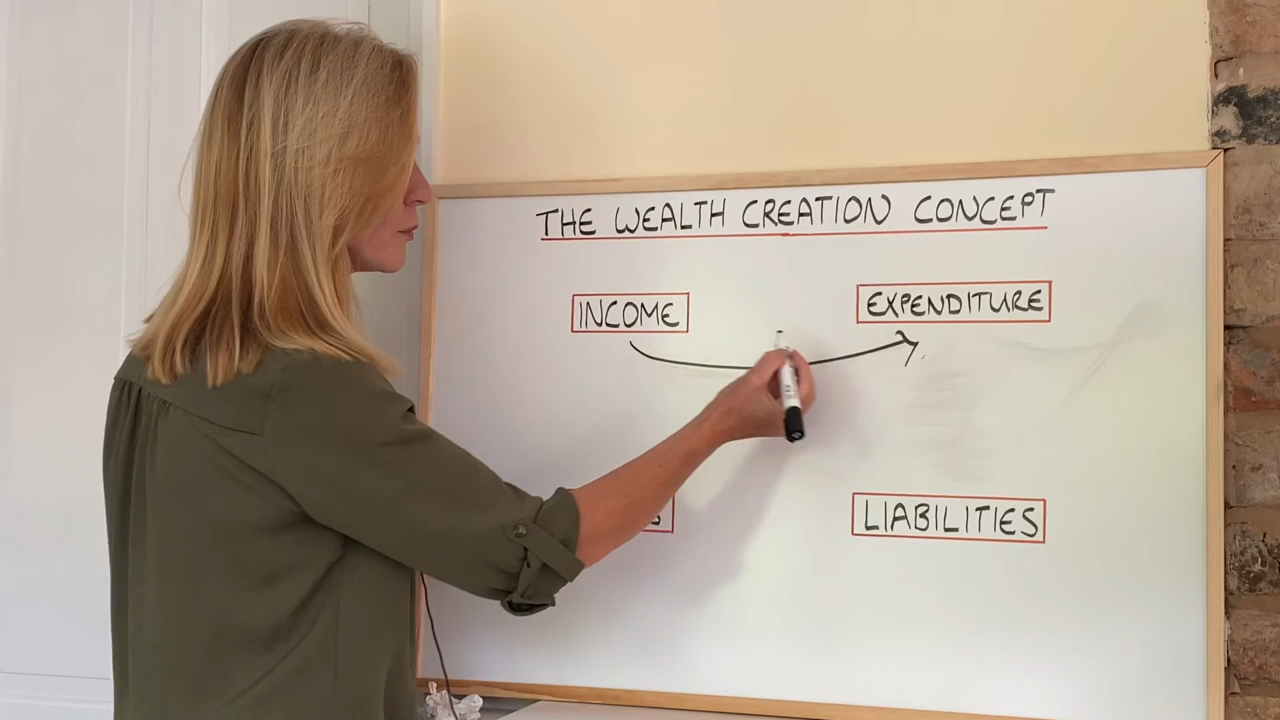 THE WEALTH CREATION CONCEPT
INCOME
EXPENDITURE
LIABILITIES